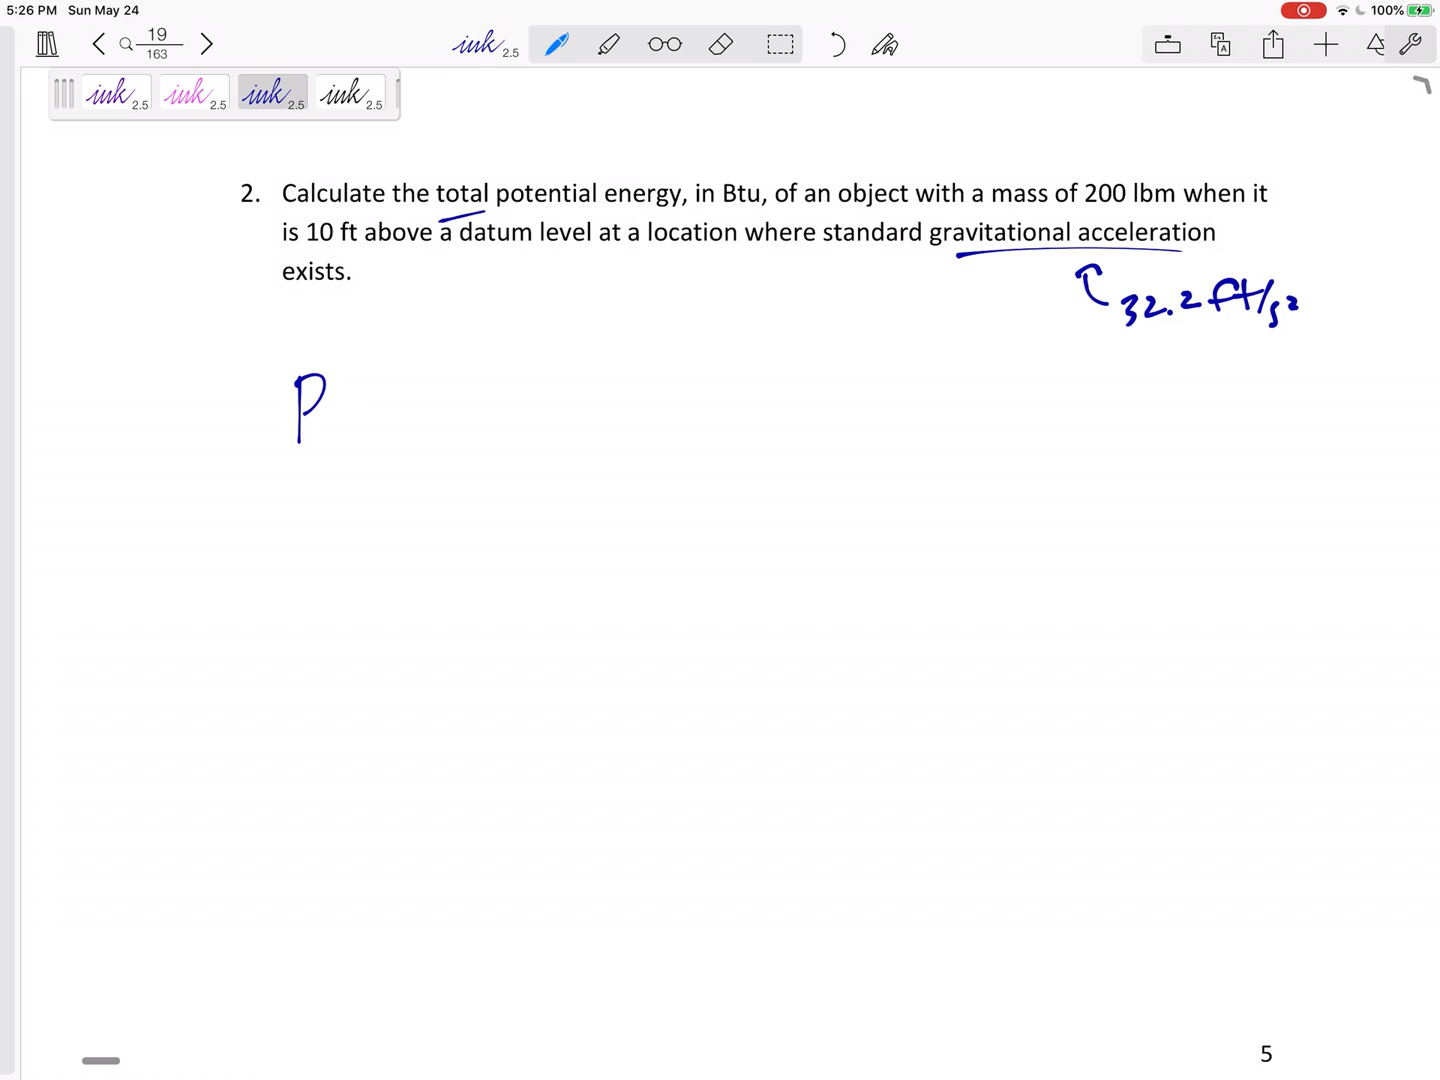 5:26 PM Sun May 24
100%
19
163
ink 2.5
ink 2.5 ink 2.5 ink 2.5 ink 2.5
2. Calculate the total potential energy, in Btu, of an object with a mass of 200 lbm when it
is 10 ft above a datum level at a location where standard gravitational acceleration
exists.
32.2 ft/s²
P
5